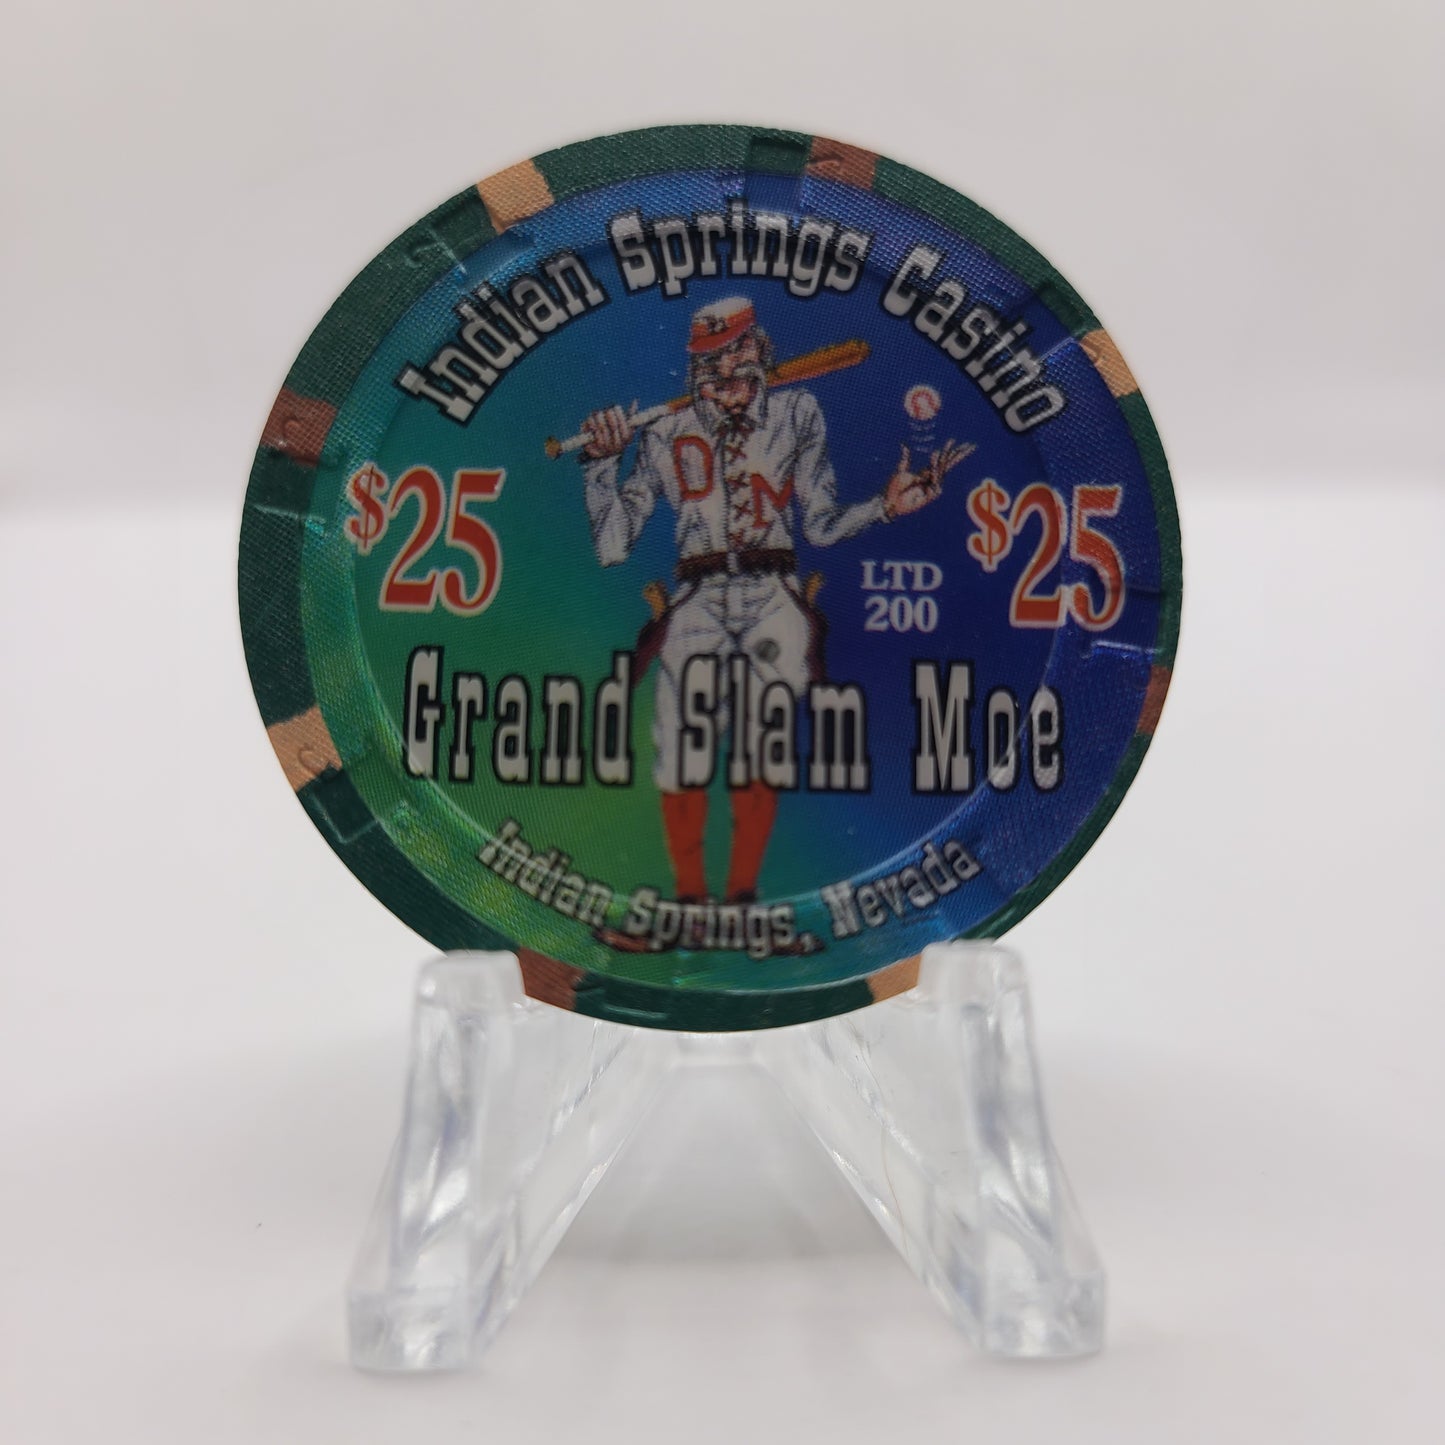 Indian Springs Casino
D M
$25
LTD
200
$25
Grand Slam Moe
Indian Springs, Nevada